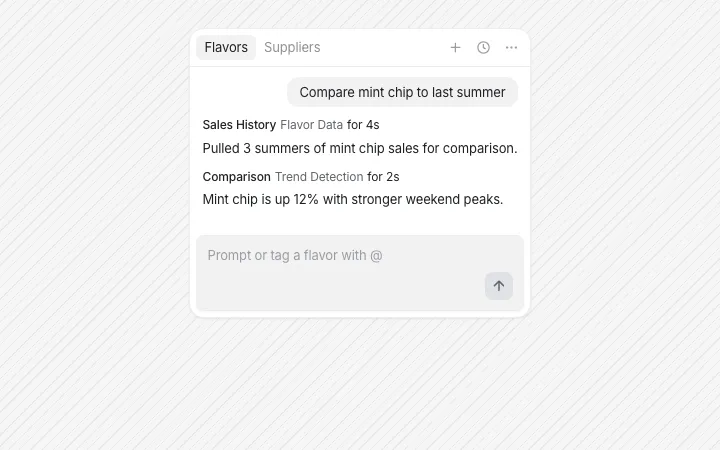 Flavors Suppliers
Compare mint chip to last summer
Sales History Flavor Data for 4s
Pulled 3 summers of mint chip sales for comparison.
Comparison Trend Detection for 2s
Mint chip is up 12% with stronger weekend peaks.
Prompt or tag a flavor with @